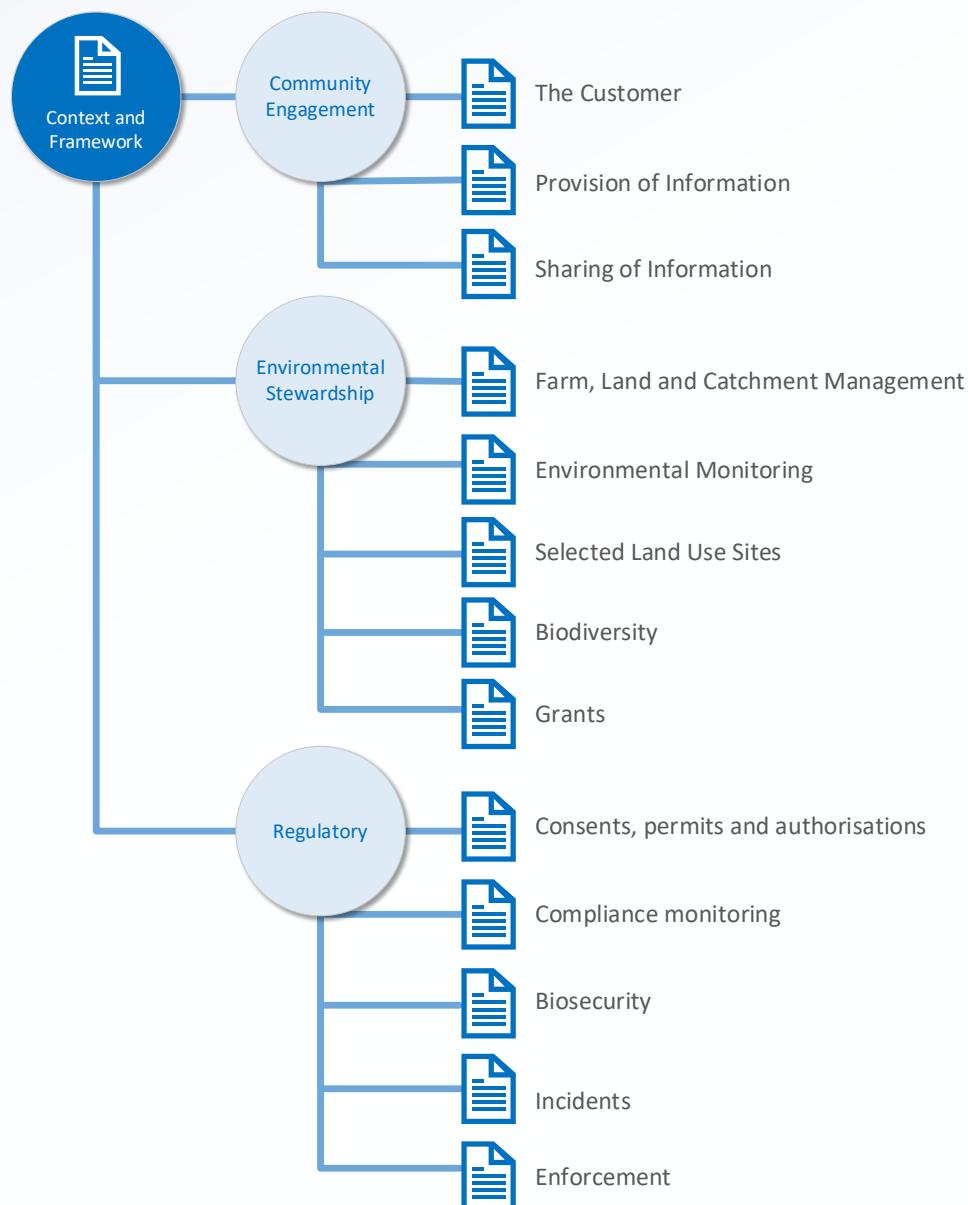 Context and
Framework
Community
Engagement
The Customer
Provision of Information
Sharing of Information
Environmental
Stewardship
Farm, Land and Catchment Management
Environmental Monitoring
Selected Land Use Sites
Biodiversity
Grants
Regulatory
Consents, permits and authorisations
Compliance monitoring
Biosecurity
Incidents
Enforcement